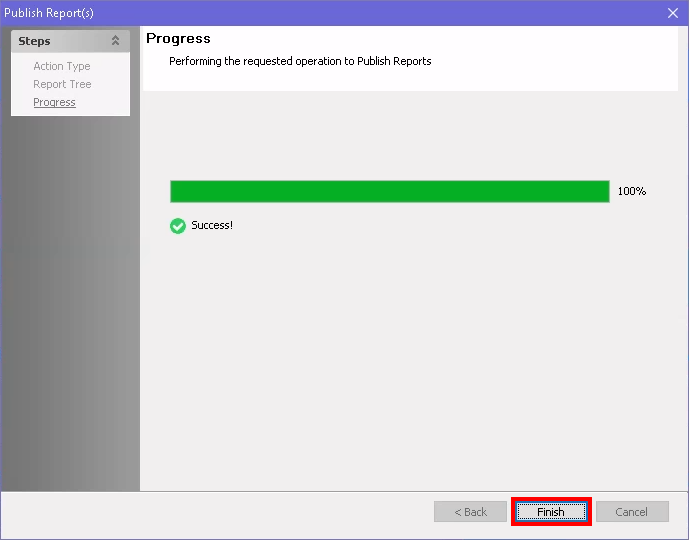 Publish Report(s)
Steps
Action Type
Report Tree
Progress
Progress
Performing the requested operation to Publish Reports
100%
Success!
< Back
Finish
Cancel